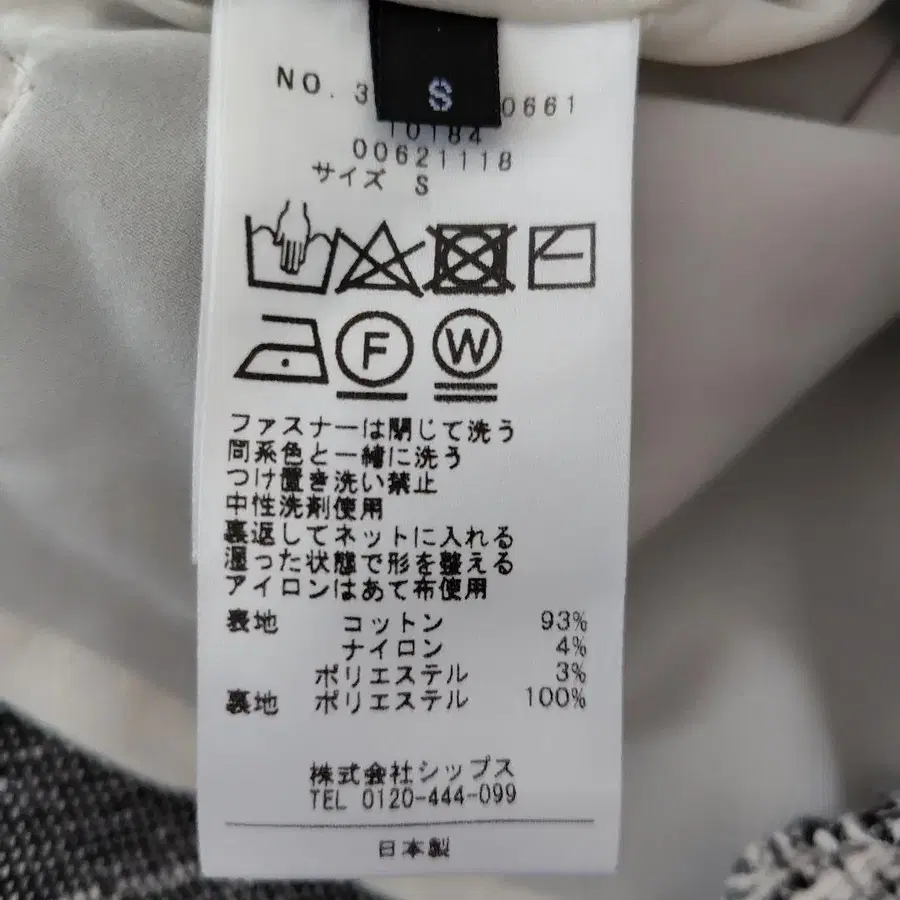 S
NO. 3 0661
10184
00621118
サイズ S
F
W
ファスナーは閉じて洗う
同系色と一緒に洗う
つけ置き洗い禁止
中性洗剤使用
裏返してネットに入れる
湿った状態で形を整える
アイロンはあて布使用
表地 コットン 93%
ナイロン 4%
ポリエステル 3%
裏地 ポリエステル 100%
株式会社シップス
TEL 0120-444-099
日本製